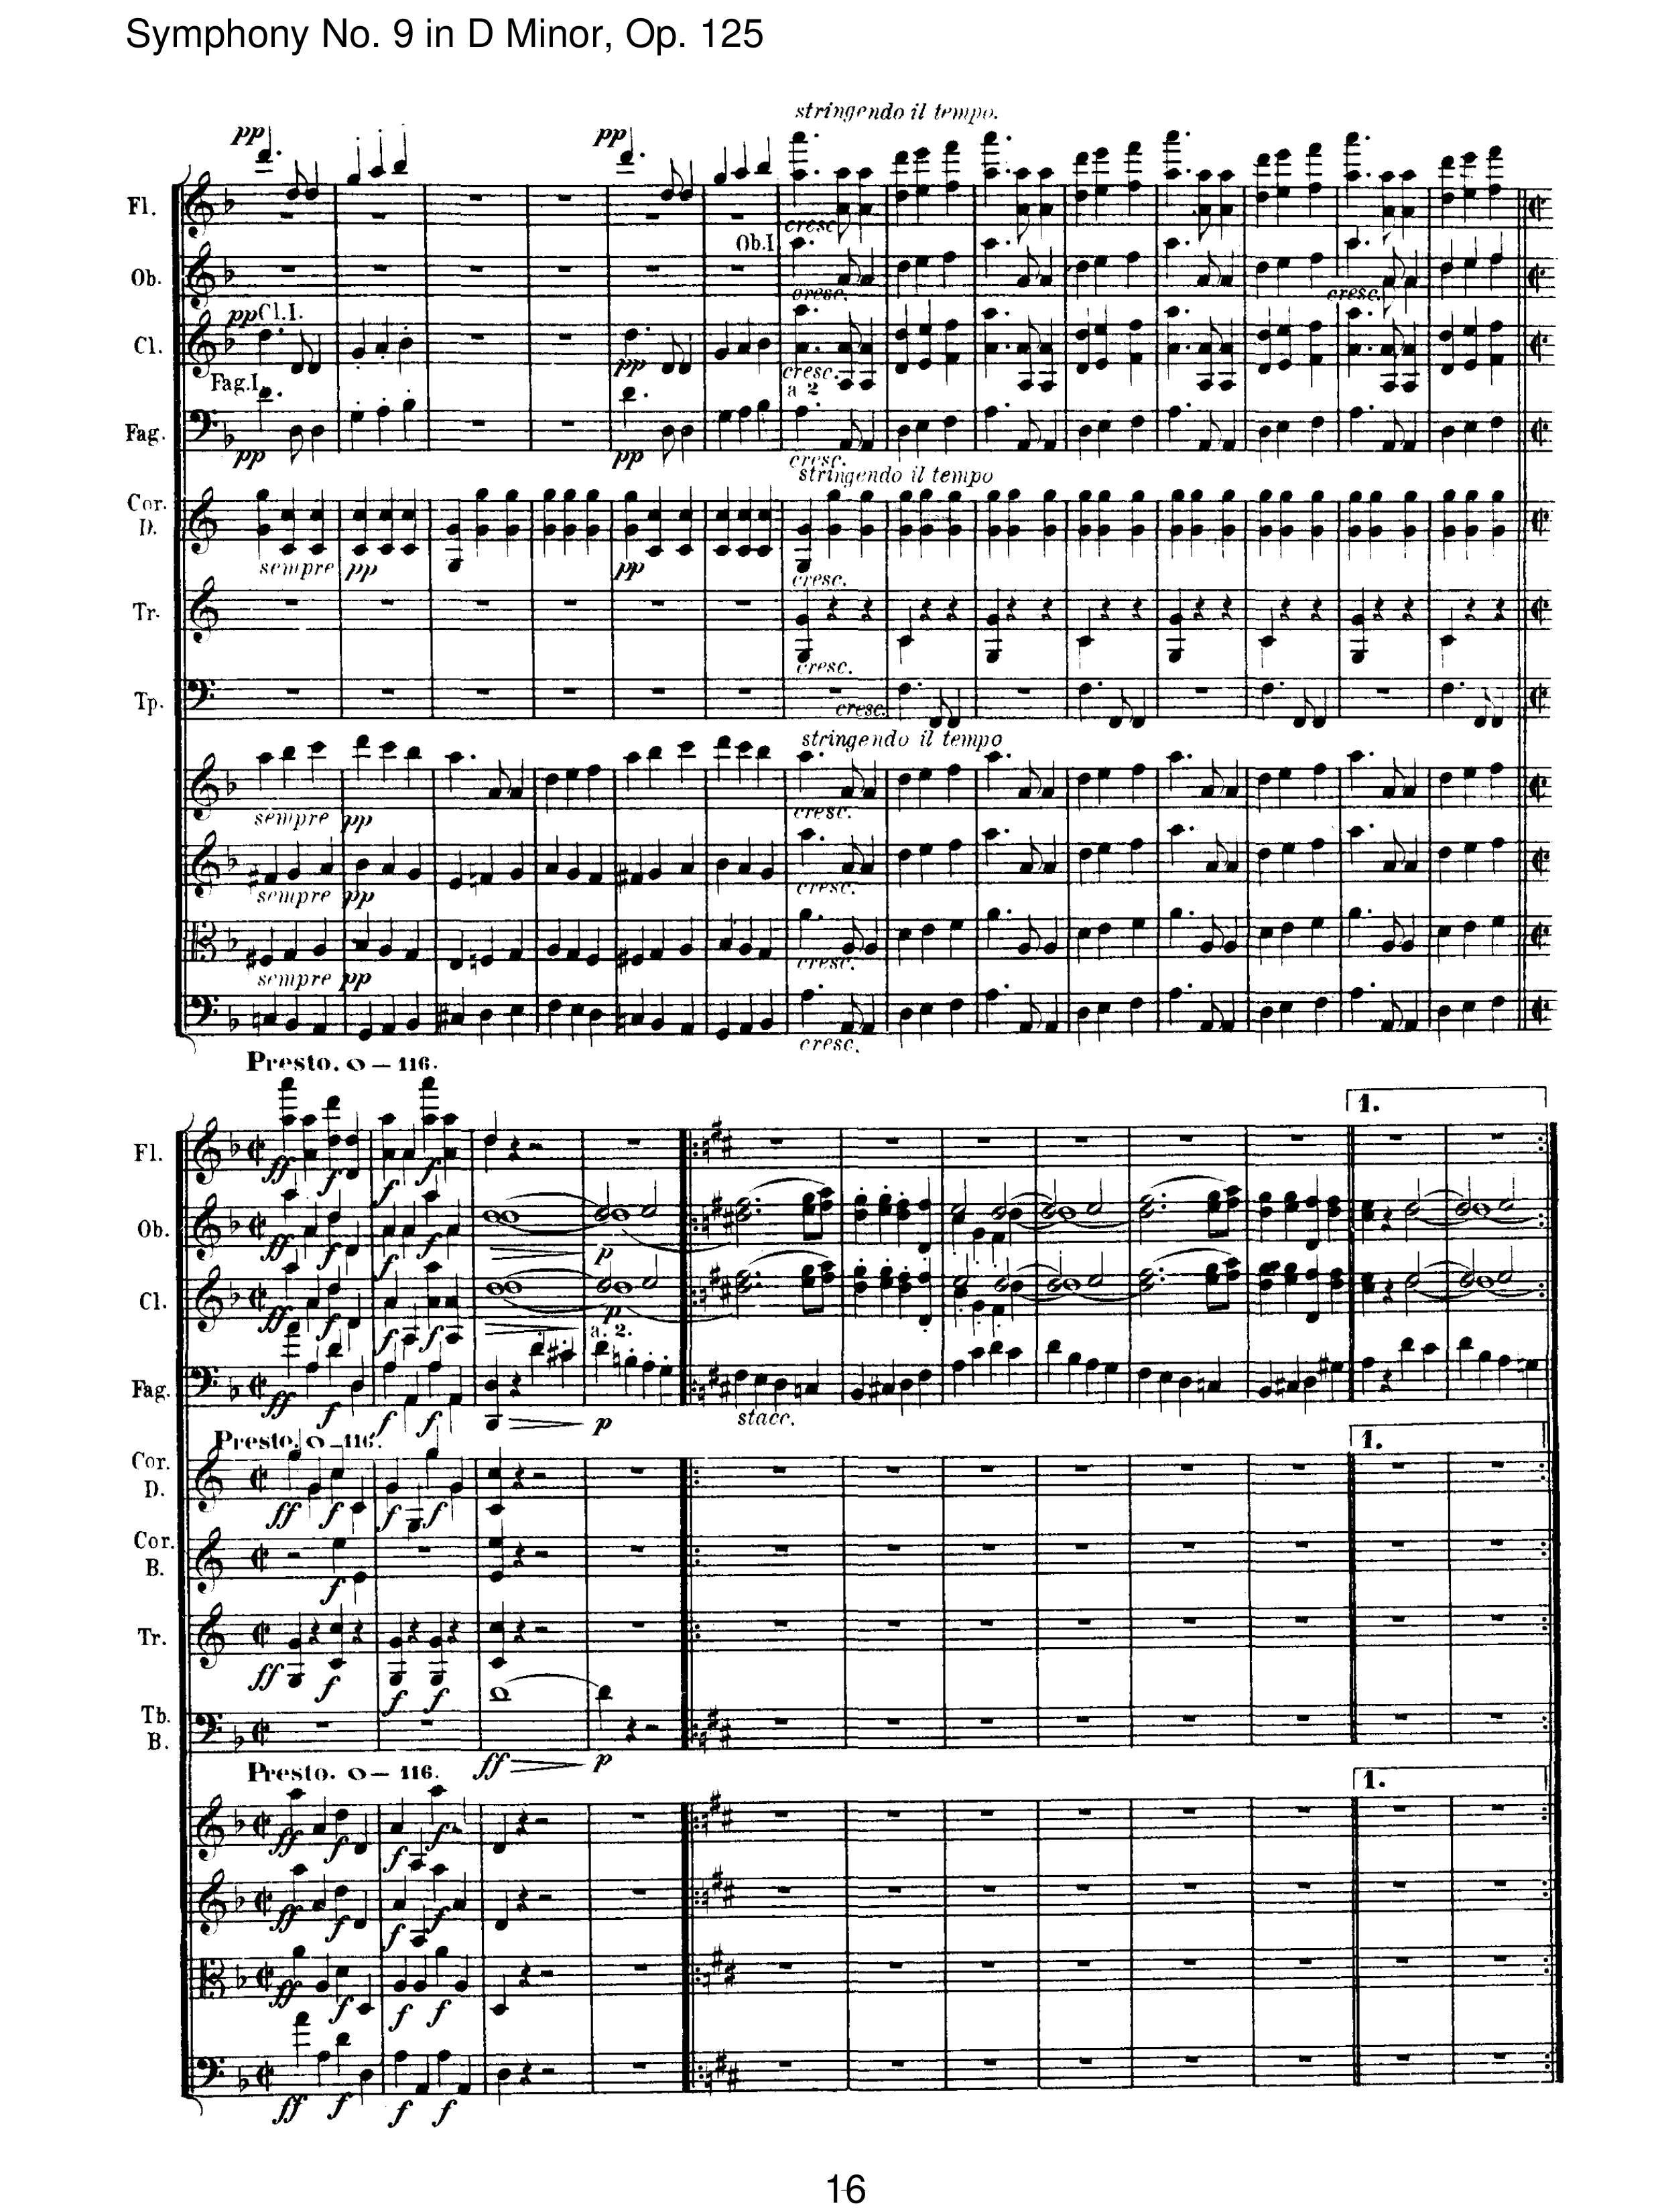 Symphony No. 9 in D Minor, Op. 125
stringendo il tempo.
pp pp
Fl.
cresc.
Ob.I.
Ob.
cresc. cresc.
pp Cl.I.
Cl.
pp cresc.
Fag.I. a 2
Fag.
pp pp cresc.
stringendo il tempo
Cor. D.
sempre pp pp cresc.
Tr.
cresc.
Tp.
cresc.
stringendo il tempo
sempre pp cresc.
sempre pp cresc.
sempre pp cresc.
cresc.
Presto. 𝅝 — 116.
1.
Fl.
ff f f f
Ob.
ff f f f p
Cl.
ff f f f p
a. 2.
Fag.
ff f f f p stacc.
Presto. 𝅝 — 116.
1.
Cor. D.
ff f f f
Cor. B.
f
Tr.
ff f f f
Tb. B.
ff p
Presto. 𝅝 — 116.
1.
ff f f f
ff f f f
ff f f f
ff f f f
16